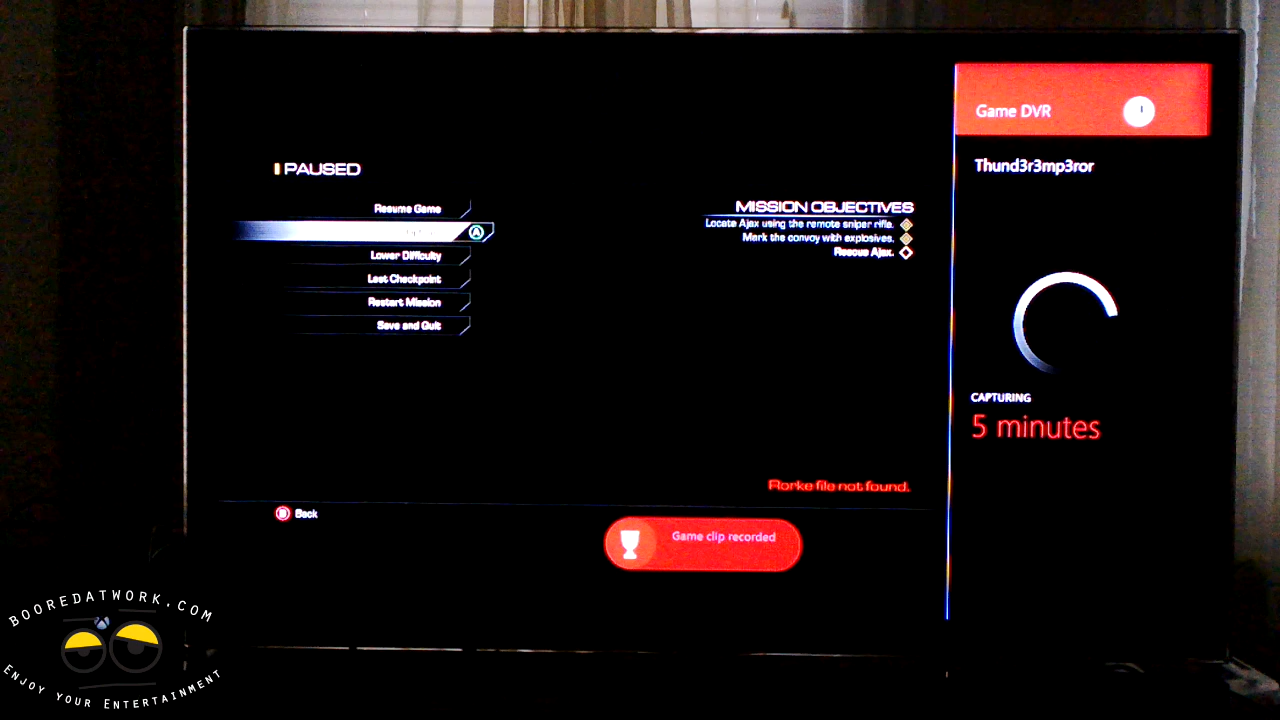 Game DVR
Thund3r3mp3ror
PAUSED
Resume Game
A
Lower Difficulty
Last Checkpoint
Restart Mission
Save and Quit
MISSION OBJECTIVES
Locate Ajax using the remote sniper rifle.
Mark the convoy with explosives.
Rescue Ajax.
CAPTURING
5 minutes
Rorke file not found.
B Back
Game clip recorded
BOOREDATWORK.COM
ENJOY YOUR ENTERTAINMENT